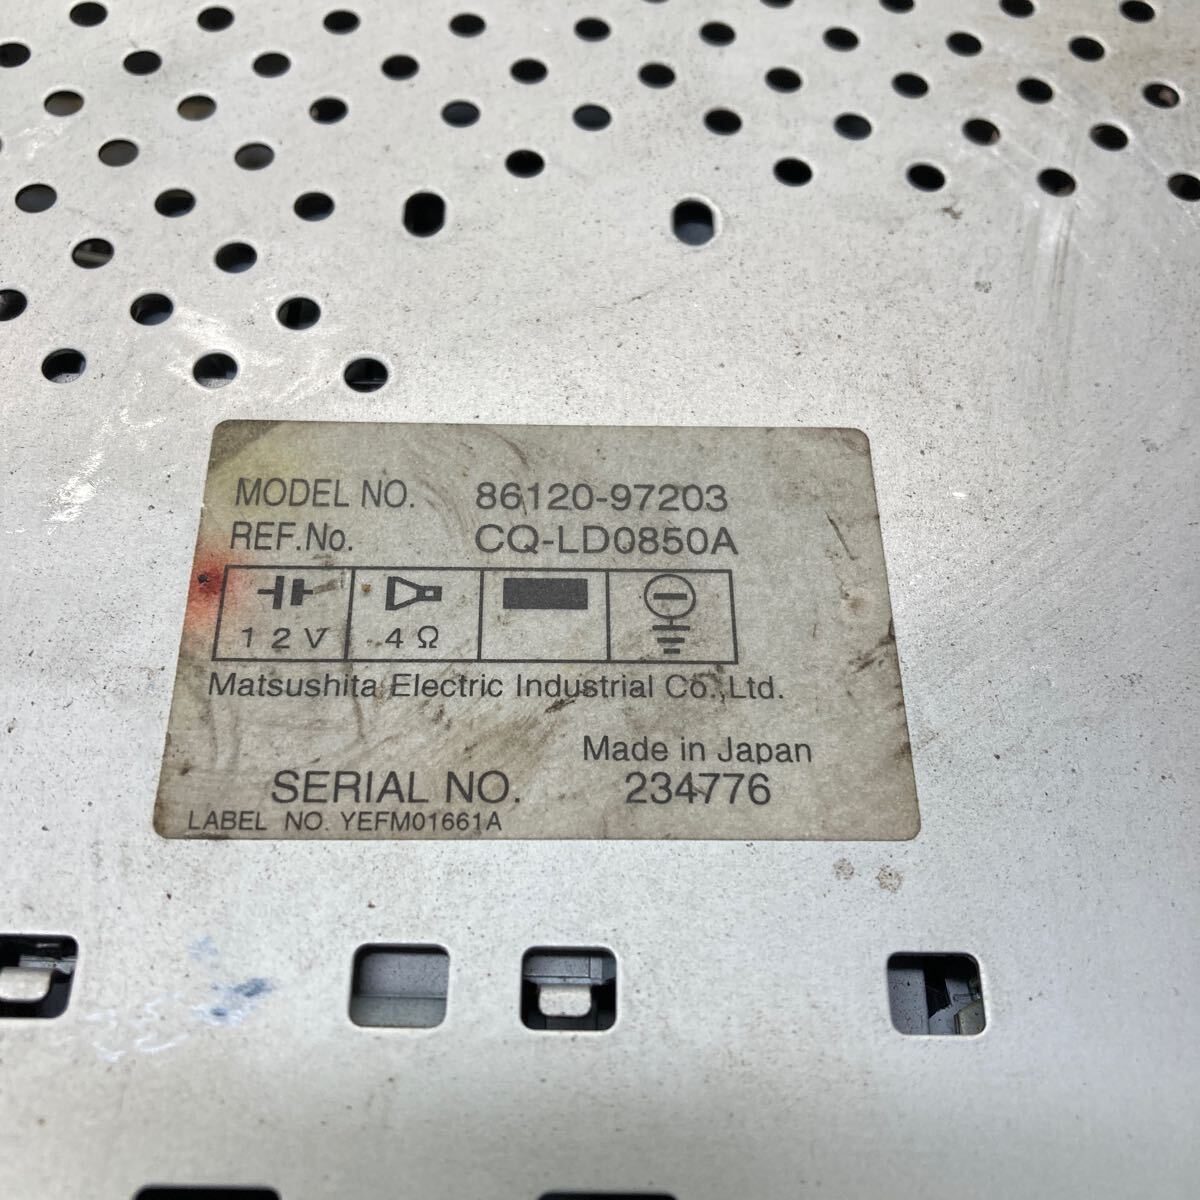 MODEL NO. 86120-97203
REF.No. CQ-LD0850A
12V 4Ω
Matsushita Electric Industrial Co.,Ltd.
Made in Japan
SERIAL NO. 234776
LABEL NO. YEFM01661A